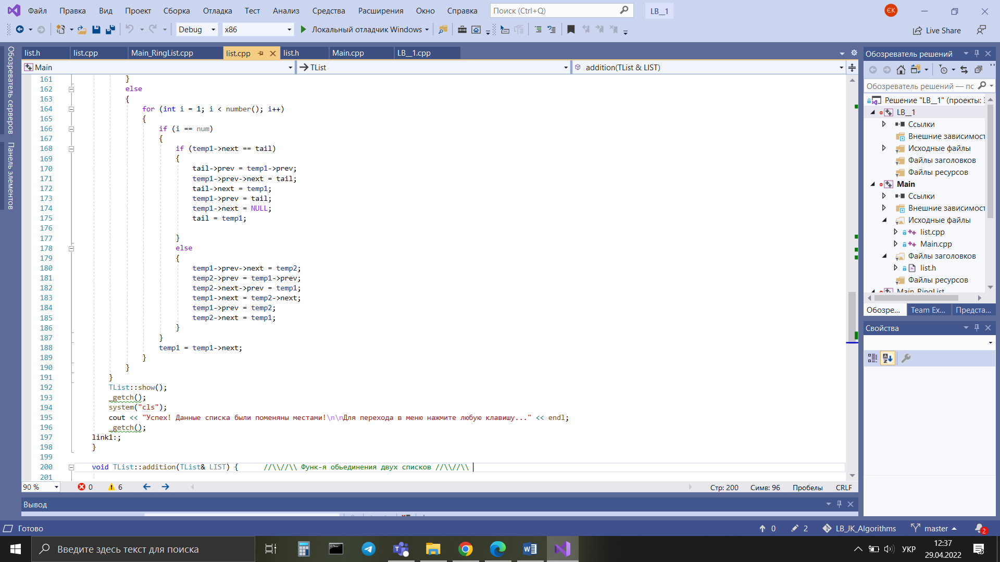 Файл Правка Вид Проект Сборка Отладка Тест Анализ Средства Расширения Окно Справка Поиск (Ctrl+Q) LB__1 ЄК
Debug x86 Локальный отладчик Windows Live Share
Обозреватель серверов
Панель элементов
list.h list.cpp Main_RingList.cpp list.cpp list.h Main.cpp LB__1.cpp
Main TList addition(TList & LIST)
161 }
162 else
163 {
164 for (int i = 1; i < number(); i++)
165 {
166 if (i == num)
167 {
168 if (temp1->next == tail)
169 {
170 tail->prev = temp1->prev;
171 temp1->prev->next = tail;
172 tail->next = temp1;
173 temp1->prev = tail;
174 temp1->next = NULL;
175 tail = temp1;
176
177 }
178 else
179 {
180 temp1->prev->next = temp2;
181 temp2->prev = temp1->prev;
182 temp2->next->prev = temp1;
183 temp1->next = temp2->next;
184 temp1->prev = temp2;
185 temp2->next = temp1;
186 }
187 }
188 temp1 = temp1->next;
189 }
190 }
191 }
192 TList::show();
193 _getch();
194 system("cls");
195 cout << "Успех! Данные списка были поменяны местами!\n\nДля перехода в меню нажмите любую клавишу..." << endl;
196 _getch();
197 link1:;
198 }
199
200 void TList::addition(TList& LIST) { //\\//\\ Функ-я обьединения двух списков //\\//\\
201
90 % 0 6 Стр: 200 Симв: 96 Пробелы CRLF
Вывод
Обозреватель решений
Обозреватель решений — пс
Решение "LB__1" (проекты: 3
LB__1
Ссылки
Внешние зависимост
Исходные файлы
Файлы заголовков
Файлы ресурсов
Main
Ссылки
Внешние зависимост
Исходные файлы
list.cpp
Main.cpp
Файлы заголовков
list.h
Файлы ресурсов
Main_RingList
Обозре... Team Ex... Предста...
Свойства
Готово 0 2 LB_JK_Algorithms master 2
Введите здесь текст для поиска УКР 12:37
29.04.2022